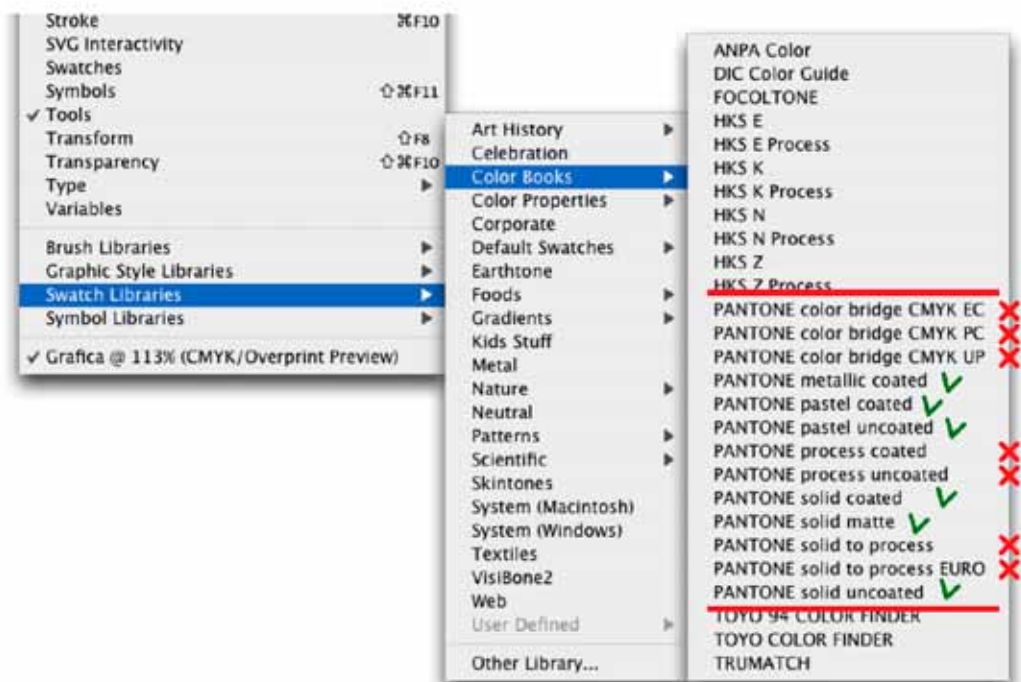 Stroke ⌘F10
SVG Interactivity
Swatches
Symbols ⇧⌘F11
✓ Tools
Transform ⇧F8
Transparency ⇧⌘F10
Type
Variables
Brush Libraries
Graphic Style Libraries
Swatch Libraries
Symbol Libraries
✓ Grafica @ 113% (CMYK/Overprint Preview)
Art History
Celebration
Color Books
Color Properties
Corporate
Default Swatches
Earthtone
Foods
Gradients
Kids Stuff
Metal
Nature
Neutral
Patterns
Scientific
Skintones
System (Macintosh)
System (Windows)
Textiles
VisiBone2
Web
User Defined
Other Library...
ANPA Color
DIC Color Guide
FOCOLTONE
HKS E
HKS E Process
HKS K
HKS K Process
HKS N
HKS N Process
HKS Z
HKS Z Process
PANTONE color bridge CMYK EC
PANTONE color bridge CMYK PC
PANTONE color bridge CMYK UP
PANTONE metallic coated
PANTONE pastel coated
PANTONE pastel uncoated
PANTONE process coated
PANTONE process uncoated
PANTONE solid coated
PANTONE solid matte
PANTONE solid to process
PANTONE solid to process EURO
PANTONE solid uncoated
TOYO 94 COLOR FINDER
TOYO COLOR FINDER
TRUMATCH